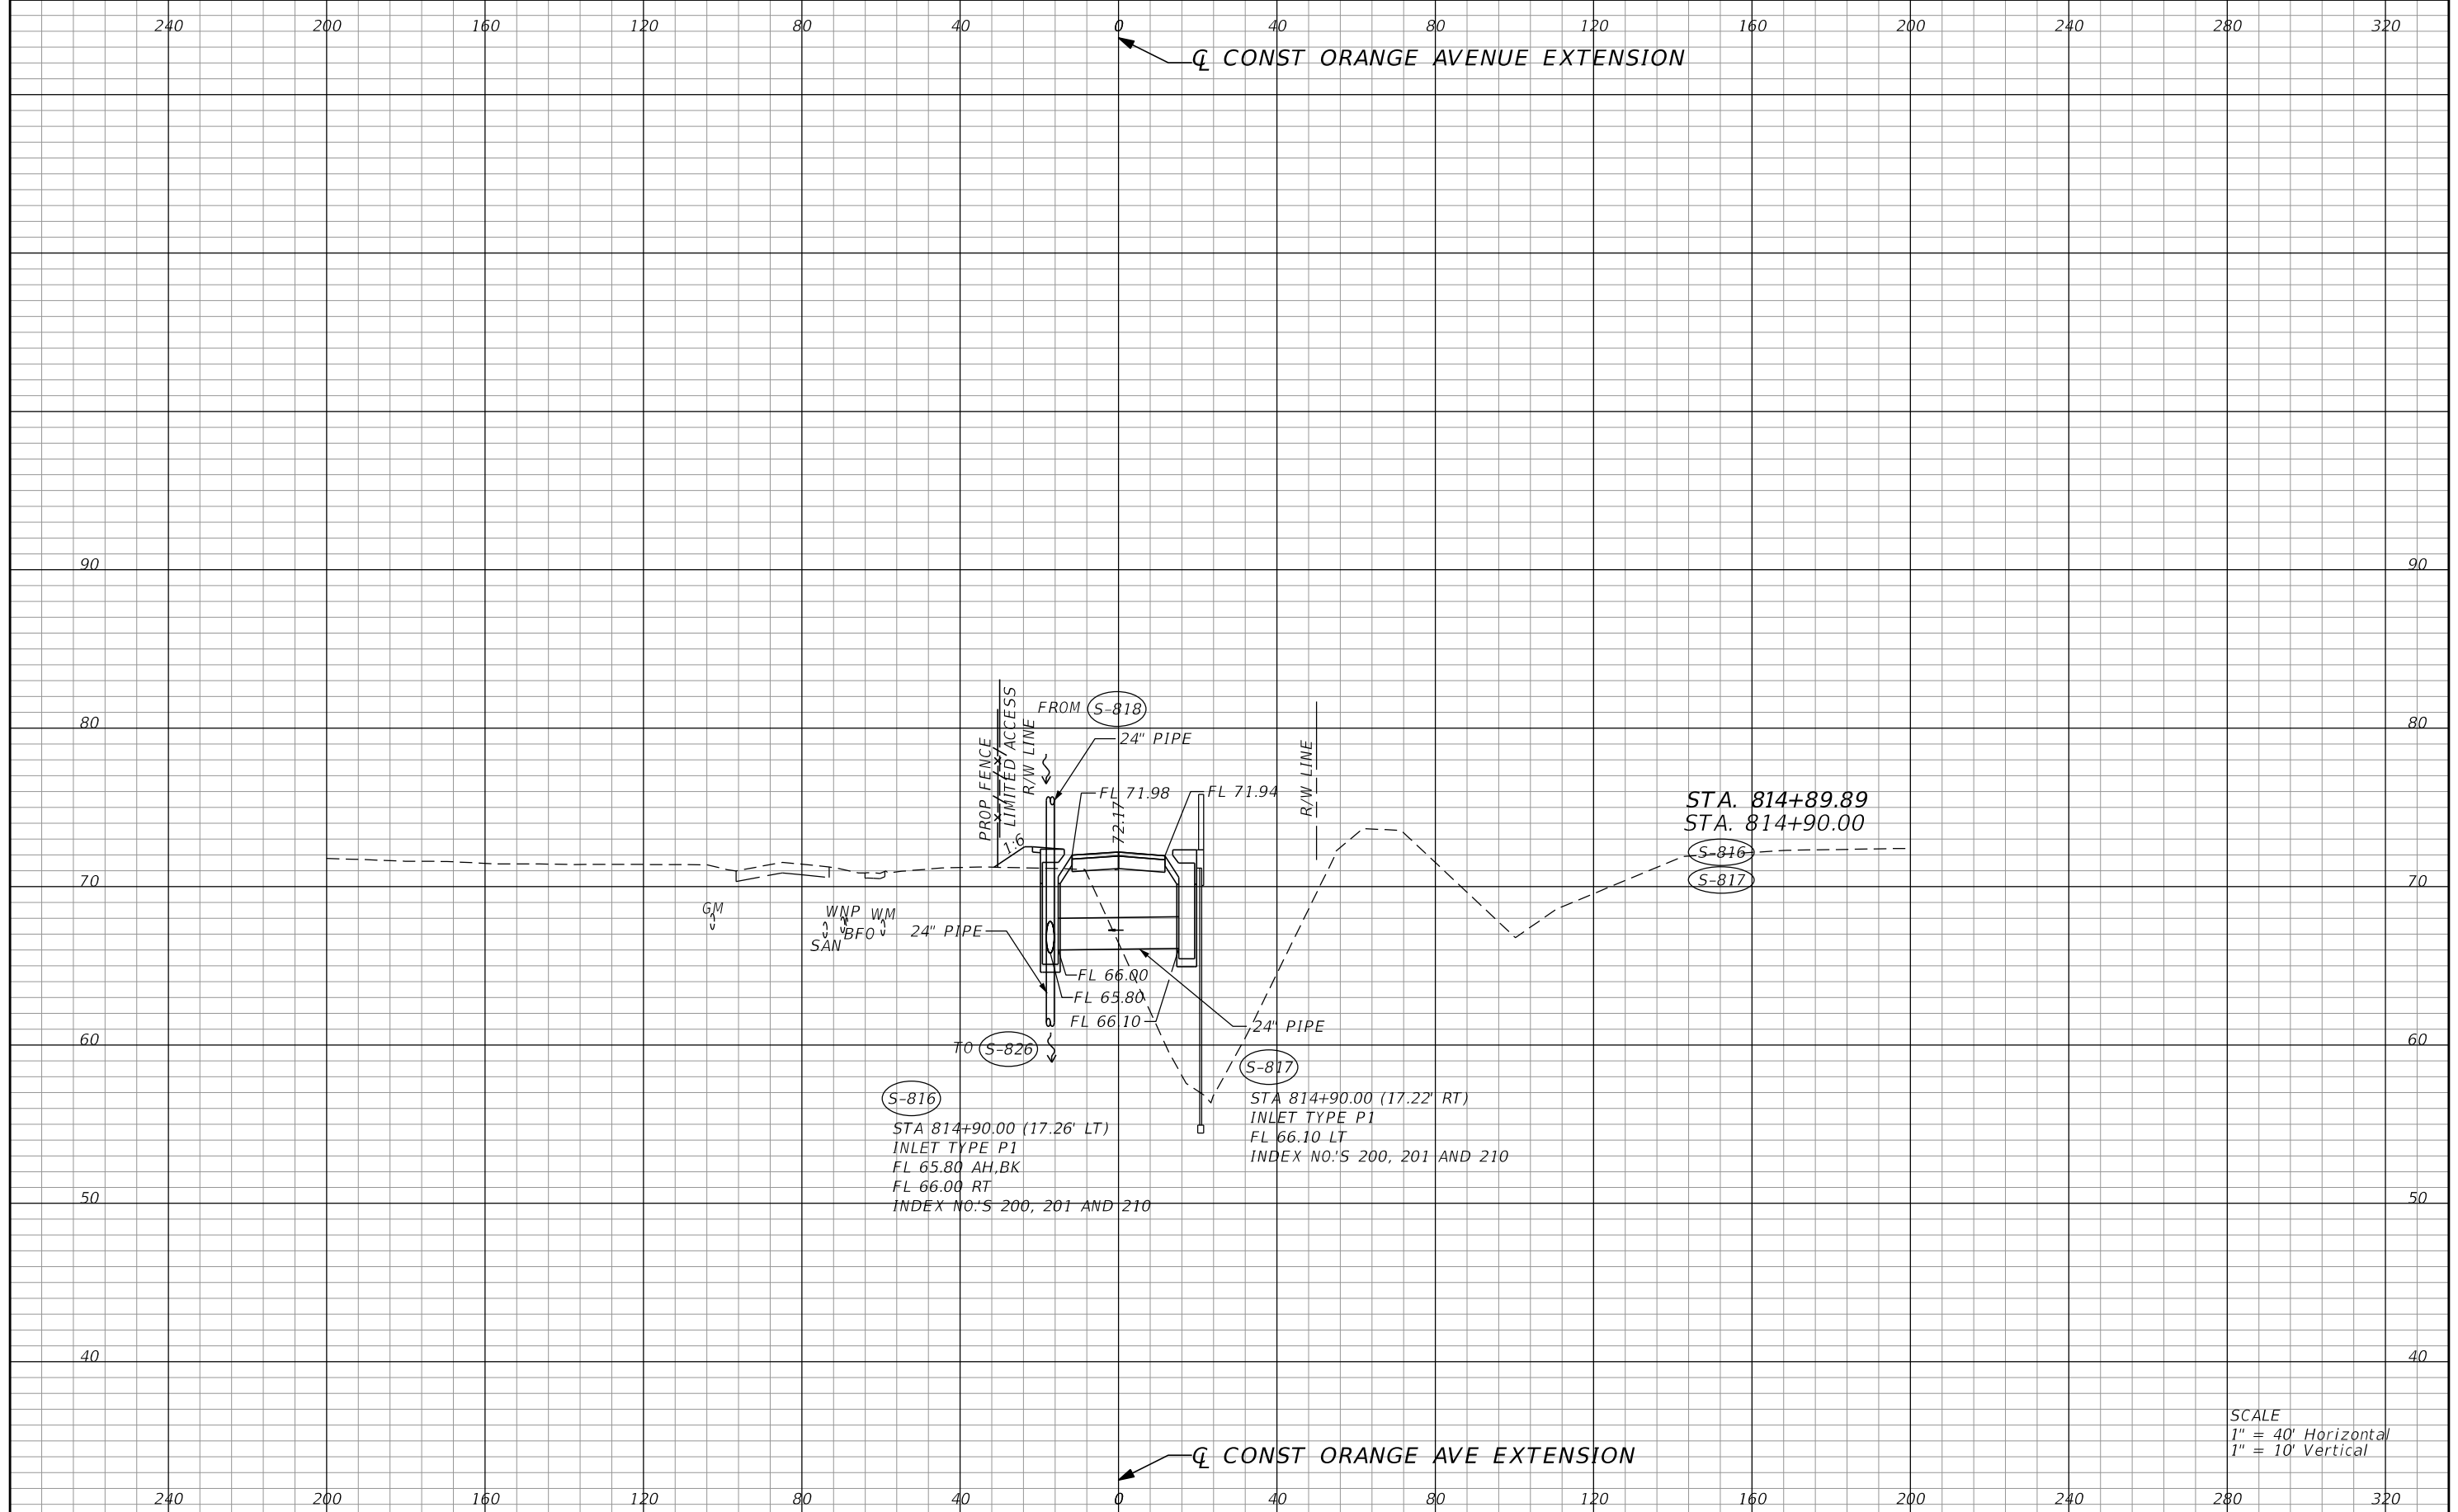 240 200 160 120 80 40 0 40 80 120 160 200 240 280 320
℄ CONST ORANGE AVENUE EXTENSION
90 90
80 80
FROM S-818
24" PIPE
PROP FENCE
LIMITED ACCESS
R/W LINE
R/W LINE
FL 71.98
72.17
FL 71.94
1:6
STA. 814+89.89
STA. 814+90.00
S-816
S-817
70 70
GM
WNP
WM
BFO
SAN
24" PIPE
FL 66.00
FL 65.80
FL 66.10
24" PIPE
60 60
TO S-826
S-817
STA 814+90.00 (17.22' RT)
INLET TYPE P1
FL 66.10 LT
INDEX NO.'S 200, 201 AND 210
S-816
STA 814+90.00 (17.26' LT)
INLET TYPE P1
FL 65.80 AH,BK
FL 66.00 RT
INDEX NO.'S 200, 201 AND 210
50 50
40 40
SCALE
1" = 40' Horizontal
1" = 10' Vertical
℄ CONST ORANGE AVE EXTENSION
240 200 160 120 80 40 0 40 80 120 160 200 240 280 320